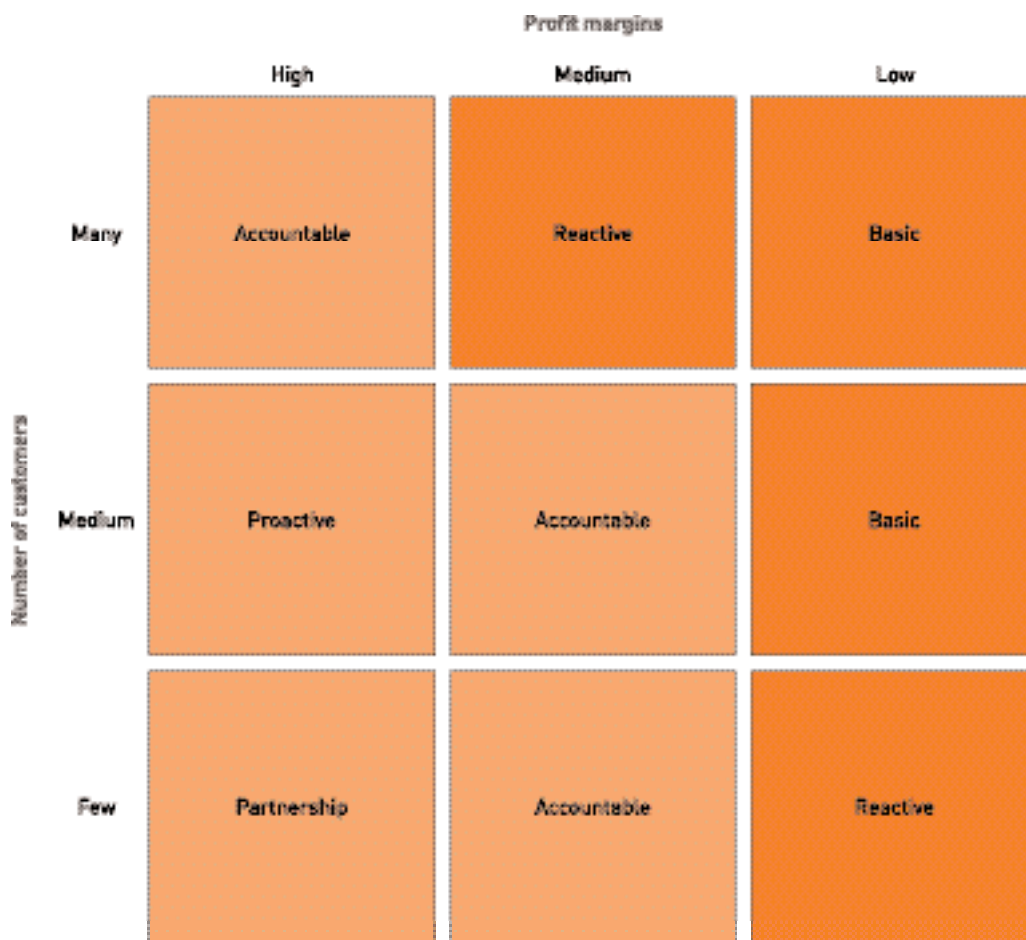 Profit margins
High Medium Low
Many Accountable Reactive Basic
Number of customers
Medium Proactive Accountable Basic
Few Partnership Accountable Reactive